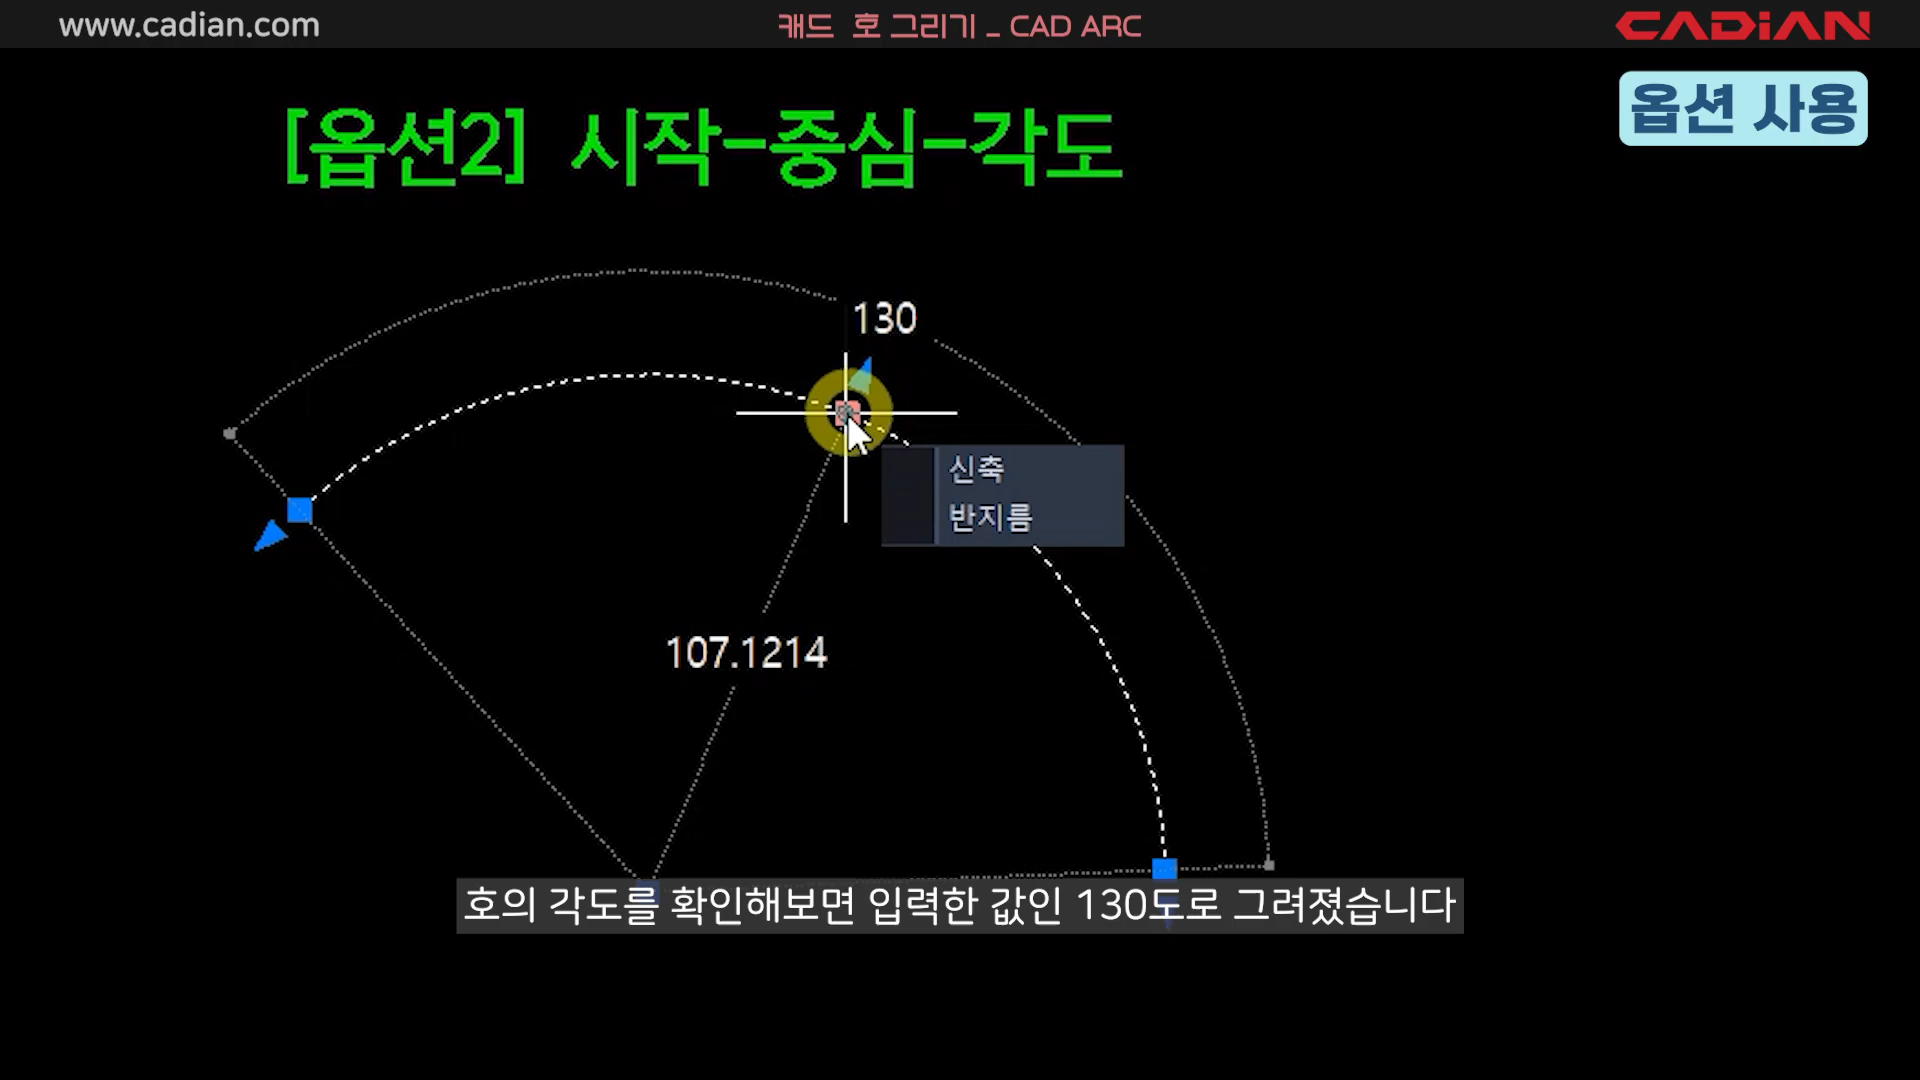 www.cadian.com
캐드 호 그리기 _ CAD ARC
CADiAN
옵션 사용
[옵션2] 시작-중심-각도
130
신축
반지름
107.1214
호의 각도를 확인해보면 입력한 값인 130도로 그려졌습니다